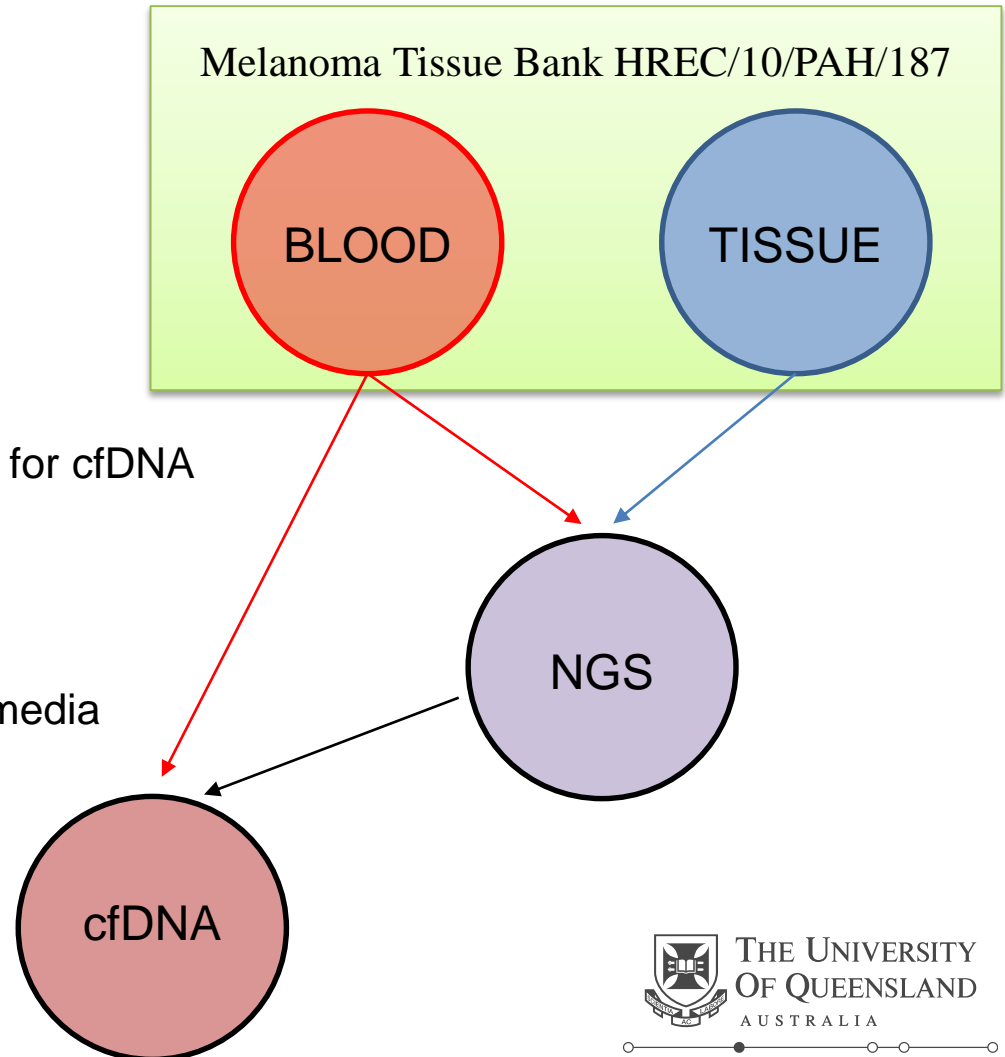 Melanoma Tissue Bank HREC/10/PAH/187
BLOOD
TISSUE
for cfDNA
NGS
media
cfDNA
THE UNIVERSITY
OF QUEENSLAND
AUSTRALIA